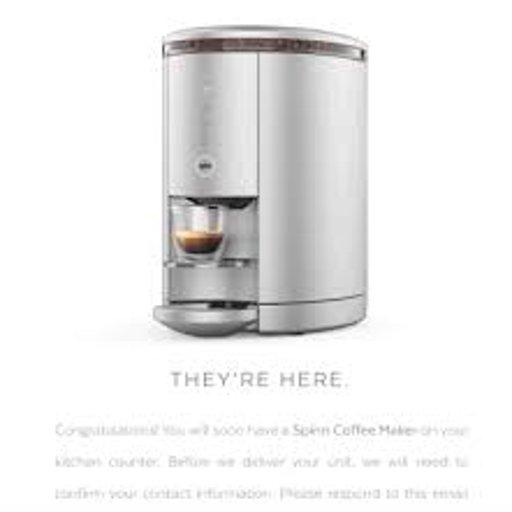 THEY'RE HERE.
Congratulations! You will soon have a Spinn Coffee Maker on your
kitchen counter. Before we deliver your unit, we will need to
confirm your contact information. Please respond to this email